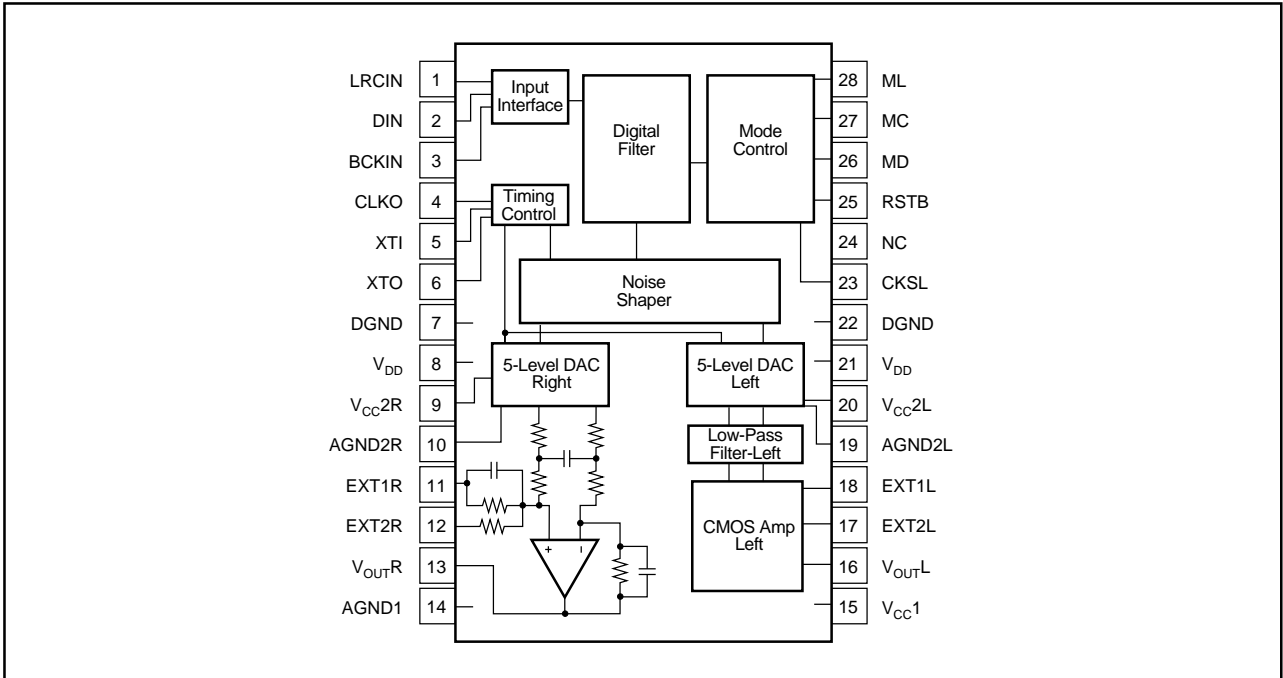 LRCIN 1
DIN 2
BCKIN 3
CLKO 4
XTI 5
XTO 6
DGND 7
VDD 8
VCC2R 9
AGND2R 10
EXT1R 11
EXT2R 12
VOUTR 13
AGND1 14
Input
Interface
Digital
Filter
Mode
Control
Timing
Control
Noise
Shaper
5-Level DAC
Right
5-Level DAC
Left
Low-Pass
Filter-Left
CMOS Amp
Left
+ –
28 ML
27 MC
26 MD
25 RSTB
24 NC
23 CKSL
22 DGND
21 VDD
20 VCC2L
19 AGND2L
18 EXT1L
17 EXT2L
16 VOUTL
15 VCC1